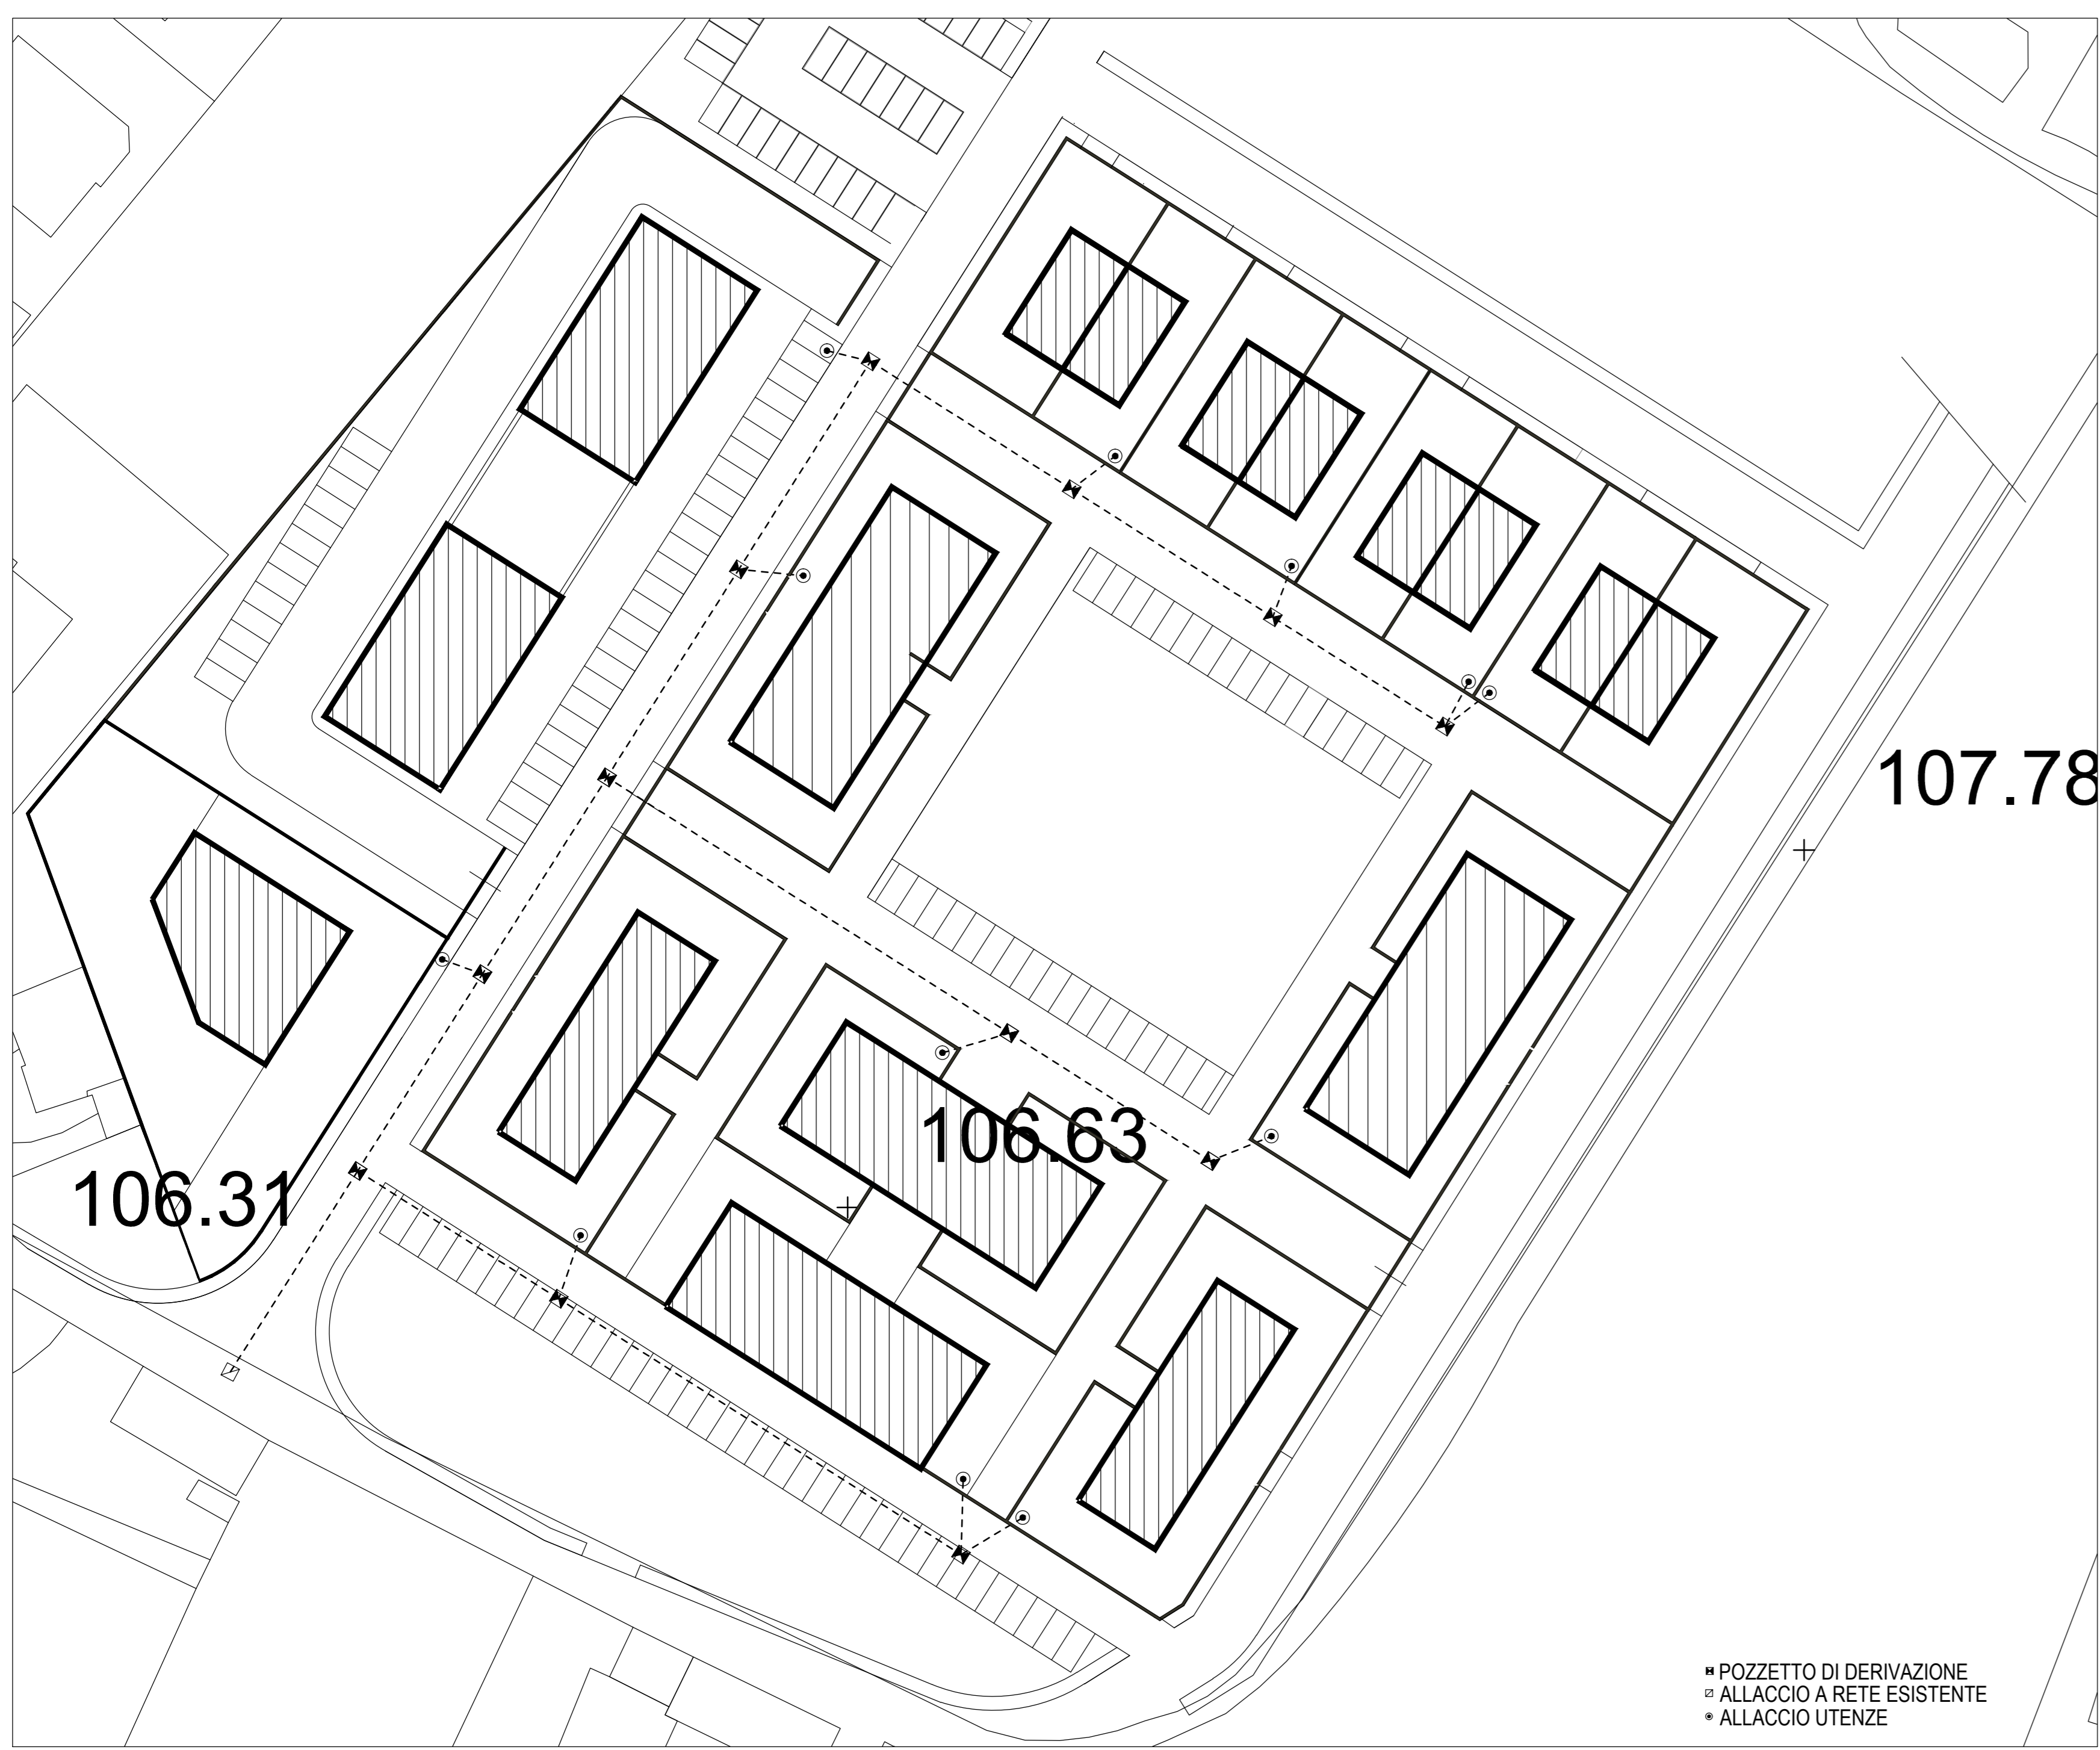 107.78
106.63
106.31
POZZETTO DI DERIVAZIONE
ALLACCIO A RETE ESISTENTE
ALLACCIO UTENZE